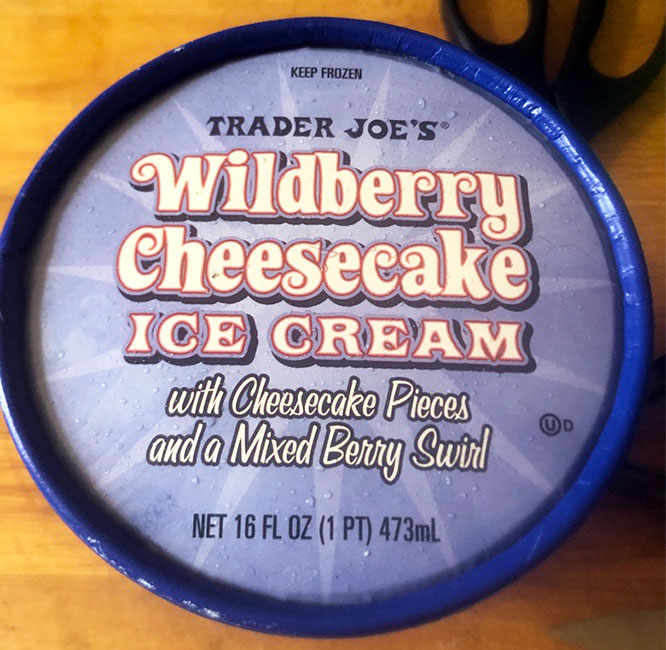 KEEP FROZEN
TRADER JOE'S®
Wildberry
Cheesecake
ICE CREAM
with Cheesecake Pieces
and a Mixed Berry Swirl
Ⓤ D
NET 16 FL OZ (1 PT) 473mL